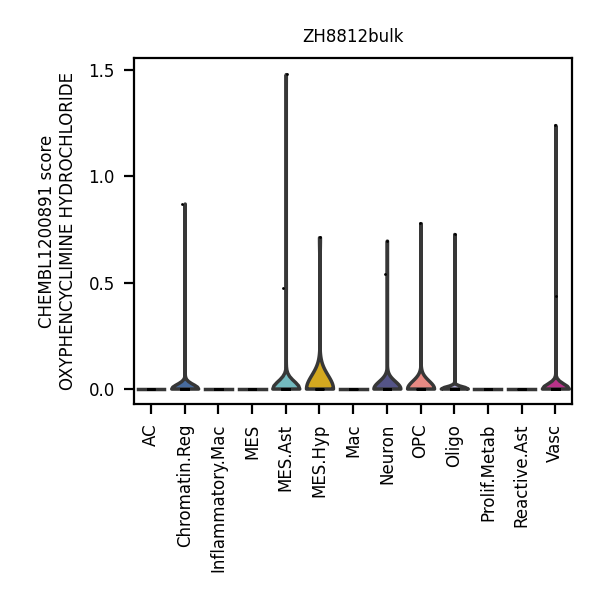 ZH8812bulk
CHEMBL1200891 score
OXYPHENCYCLIMINE HYDROCHLORIDE
1.5
1.0
0.5
0.0
AC
Chromatin.Reg
Inflammatory.Mac
MES
MES.Ast
MES.Hyp
Mac
Neuron
OPC
Oligo
Prolif.Metab
Reactive.Ast
Vasc